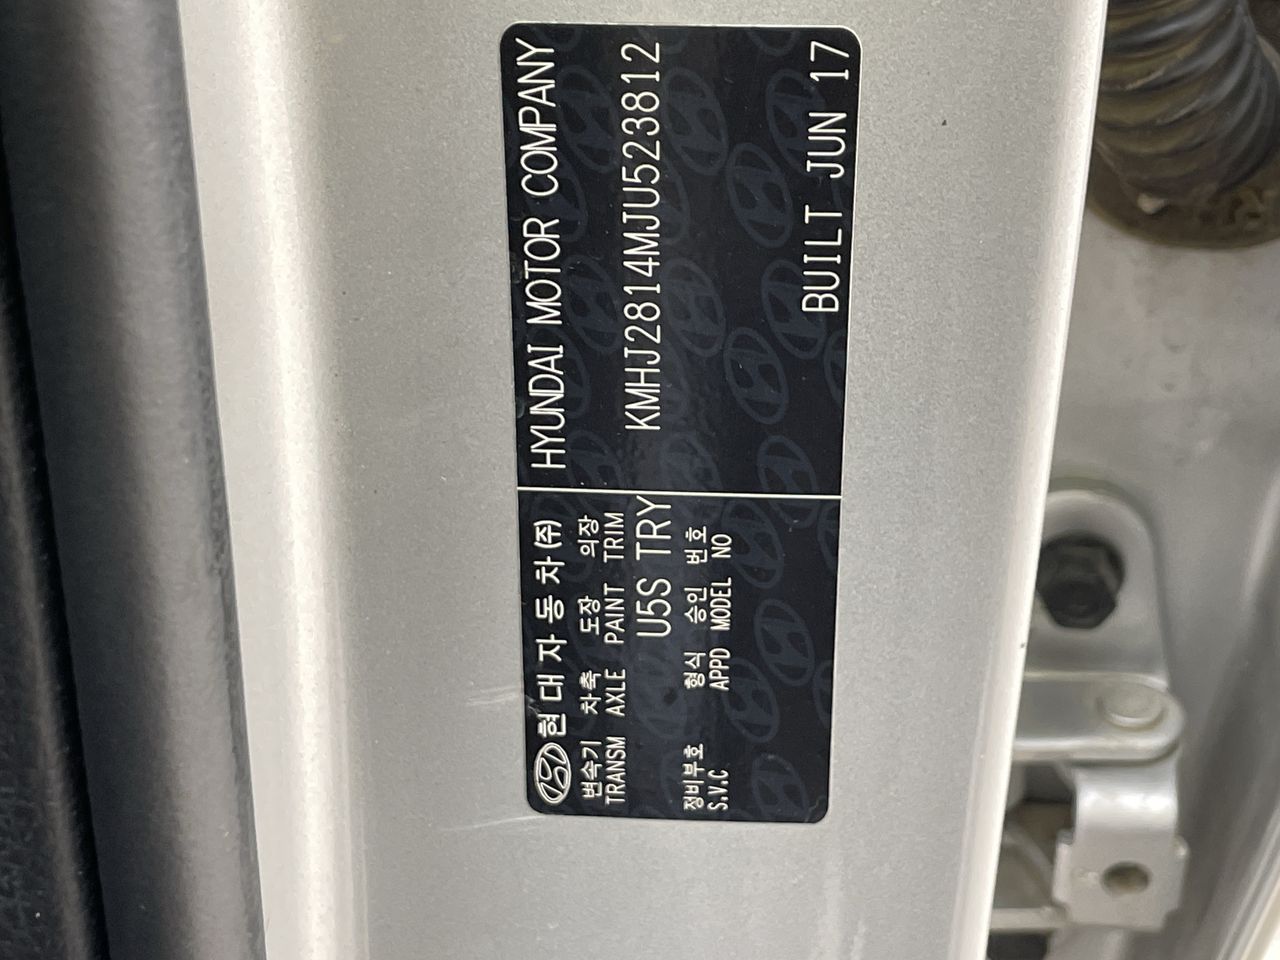 현대자동차(주)
HYUNDAI MOTOR COMPANY
변속기 차축 도장 의장
TRANSM AXLE PAINT TRIM
U5S TRY
KMHJ2814MJU523812
정비부호 형식 승인 번호
S.V.C APPD MODEL NO
BUILT JUN 17